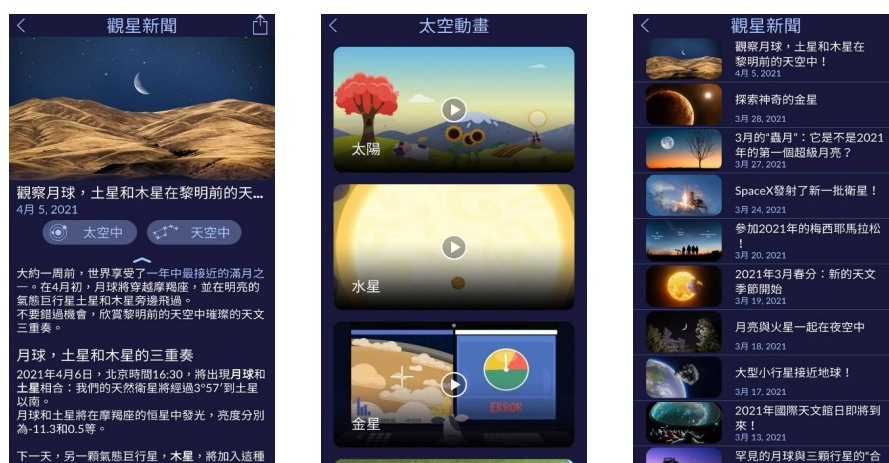 觀星新聞
觀察月球，土星和木星在黎明前的天...
4月 5, 2021
太空中
天空中
大約一周前，世界享受了一年中最接近的滿月之
一。在4月初，月球將穿越摩羯座，並在明亮的
氣態巨行星土星和木星旁邊飛過。
不要錯過機會，欣賞黎明前的天空中璀璨的天文
三重奏。
月球，土星和木星的三重奏
2021年4月6日，北京時間16:30，將出現月球和
土星相合：我們的天然衛星將經過3°57′到土星
以南。
月球和土星將在摩羯座的恒星中發光，亮度分別
為-11.3和0.5等。
下一天，另一顆氣態巨行星，木星，將加入這種
太空動畫
太陽
水星
金星
ERROR
觀星新聞
觀察月球，土星和木星在
黎明前的天空中！
4月 5, 2021
探索神奇的金星
3月 28, 2021
3月的"蟲月"：它是不是2021
年的第一個超級月亮？
3月 27, 2021
SpaceX發射了新一批衛星！
3月 24, 2021
參加2021年的梅西耶馬拉松
！
3月 20, 2021
2021年3月春分：新的天文
季節開始
3月 19, 2021
月亮與火星一起在夜空中
3月 18, 2021
大型小行星接近地球！
3月 17, 2021
2021年國際天文館日即將到
來！
3月 13, 2021
罕見的月球與三顆行星的"合